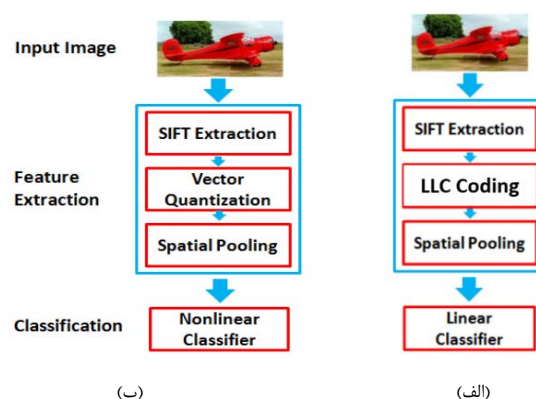 Input Image
Feature
Extraction
Classification
SIFT Extraction
Vector
Quantization
Spatial Pooling
Nonlinear
Classifier
(ب)
SIFT Extraction
LLC Coding
Spatial Pooling
Linear
Classifier
(الف)